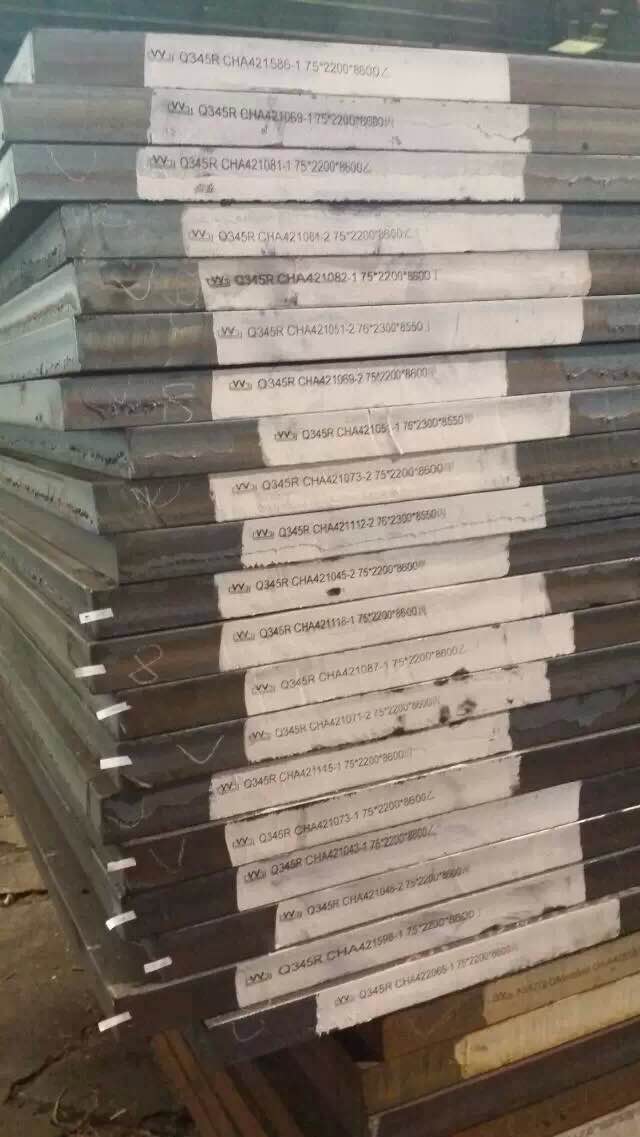 Q345R CHA421586-1 75*2200*8600
Q345R CHA421069-1 75*2200*8600
Q345R CHA421081-1 75*2200*8600
Q345R CHA421081-2 75*2200*8600
Q345R CHA421082-1 75*2200*8600
Q345R CHA421051-2 76*2300*8550
Q345R CHA421069-2 75*2200*8600
Q345R CHA421051-1 76*2300*8550
Q345R CHA421073-2 75*2200*8600
Q345R CHA421112-2 76*2300*8550
Q345R CHA421045-2 75*2200*8600
8
Q345R CHA421118-1 75*2200*8600
Q345R CHA421087-1 75*2200*8600
Q345R CHA421071-2 75*2200*8600
Q345R CHA421145-1 75*2200*8600
Q345R CHA421073-1 75*2200*8600
Q345R CHA421043-1 75*2200*8600
Q345R CHA421046-2 75*2200*8600
Q345R CHA421598-1 75*2200*8600
Q345R CHA422065-1 75*2200*8600